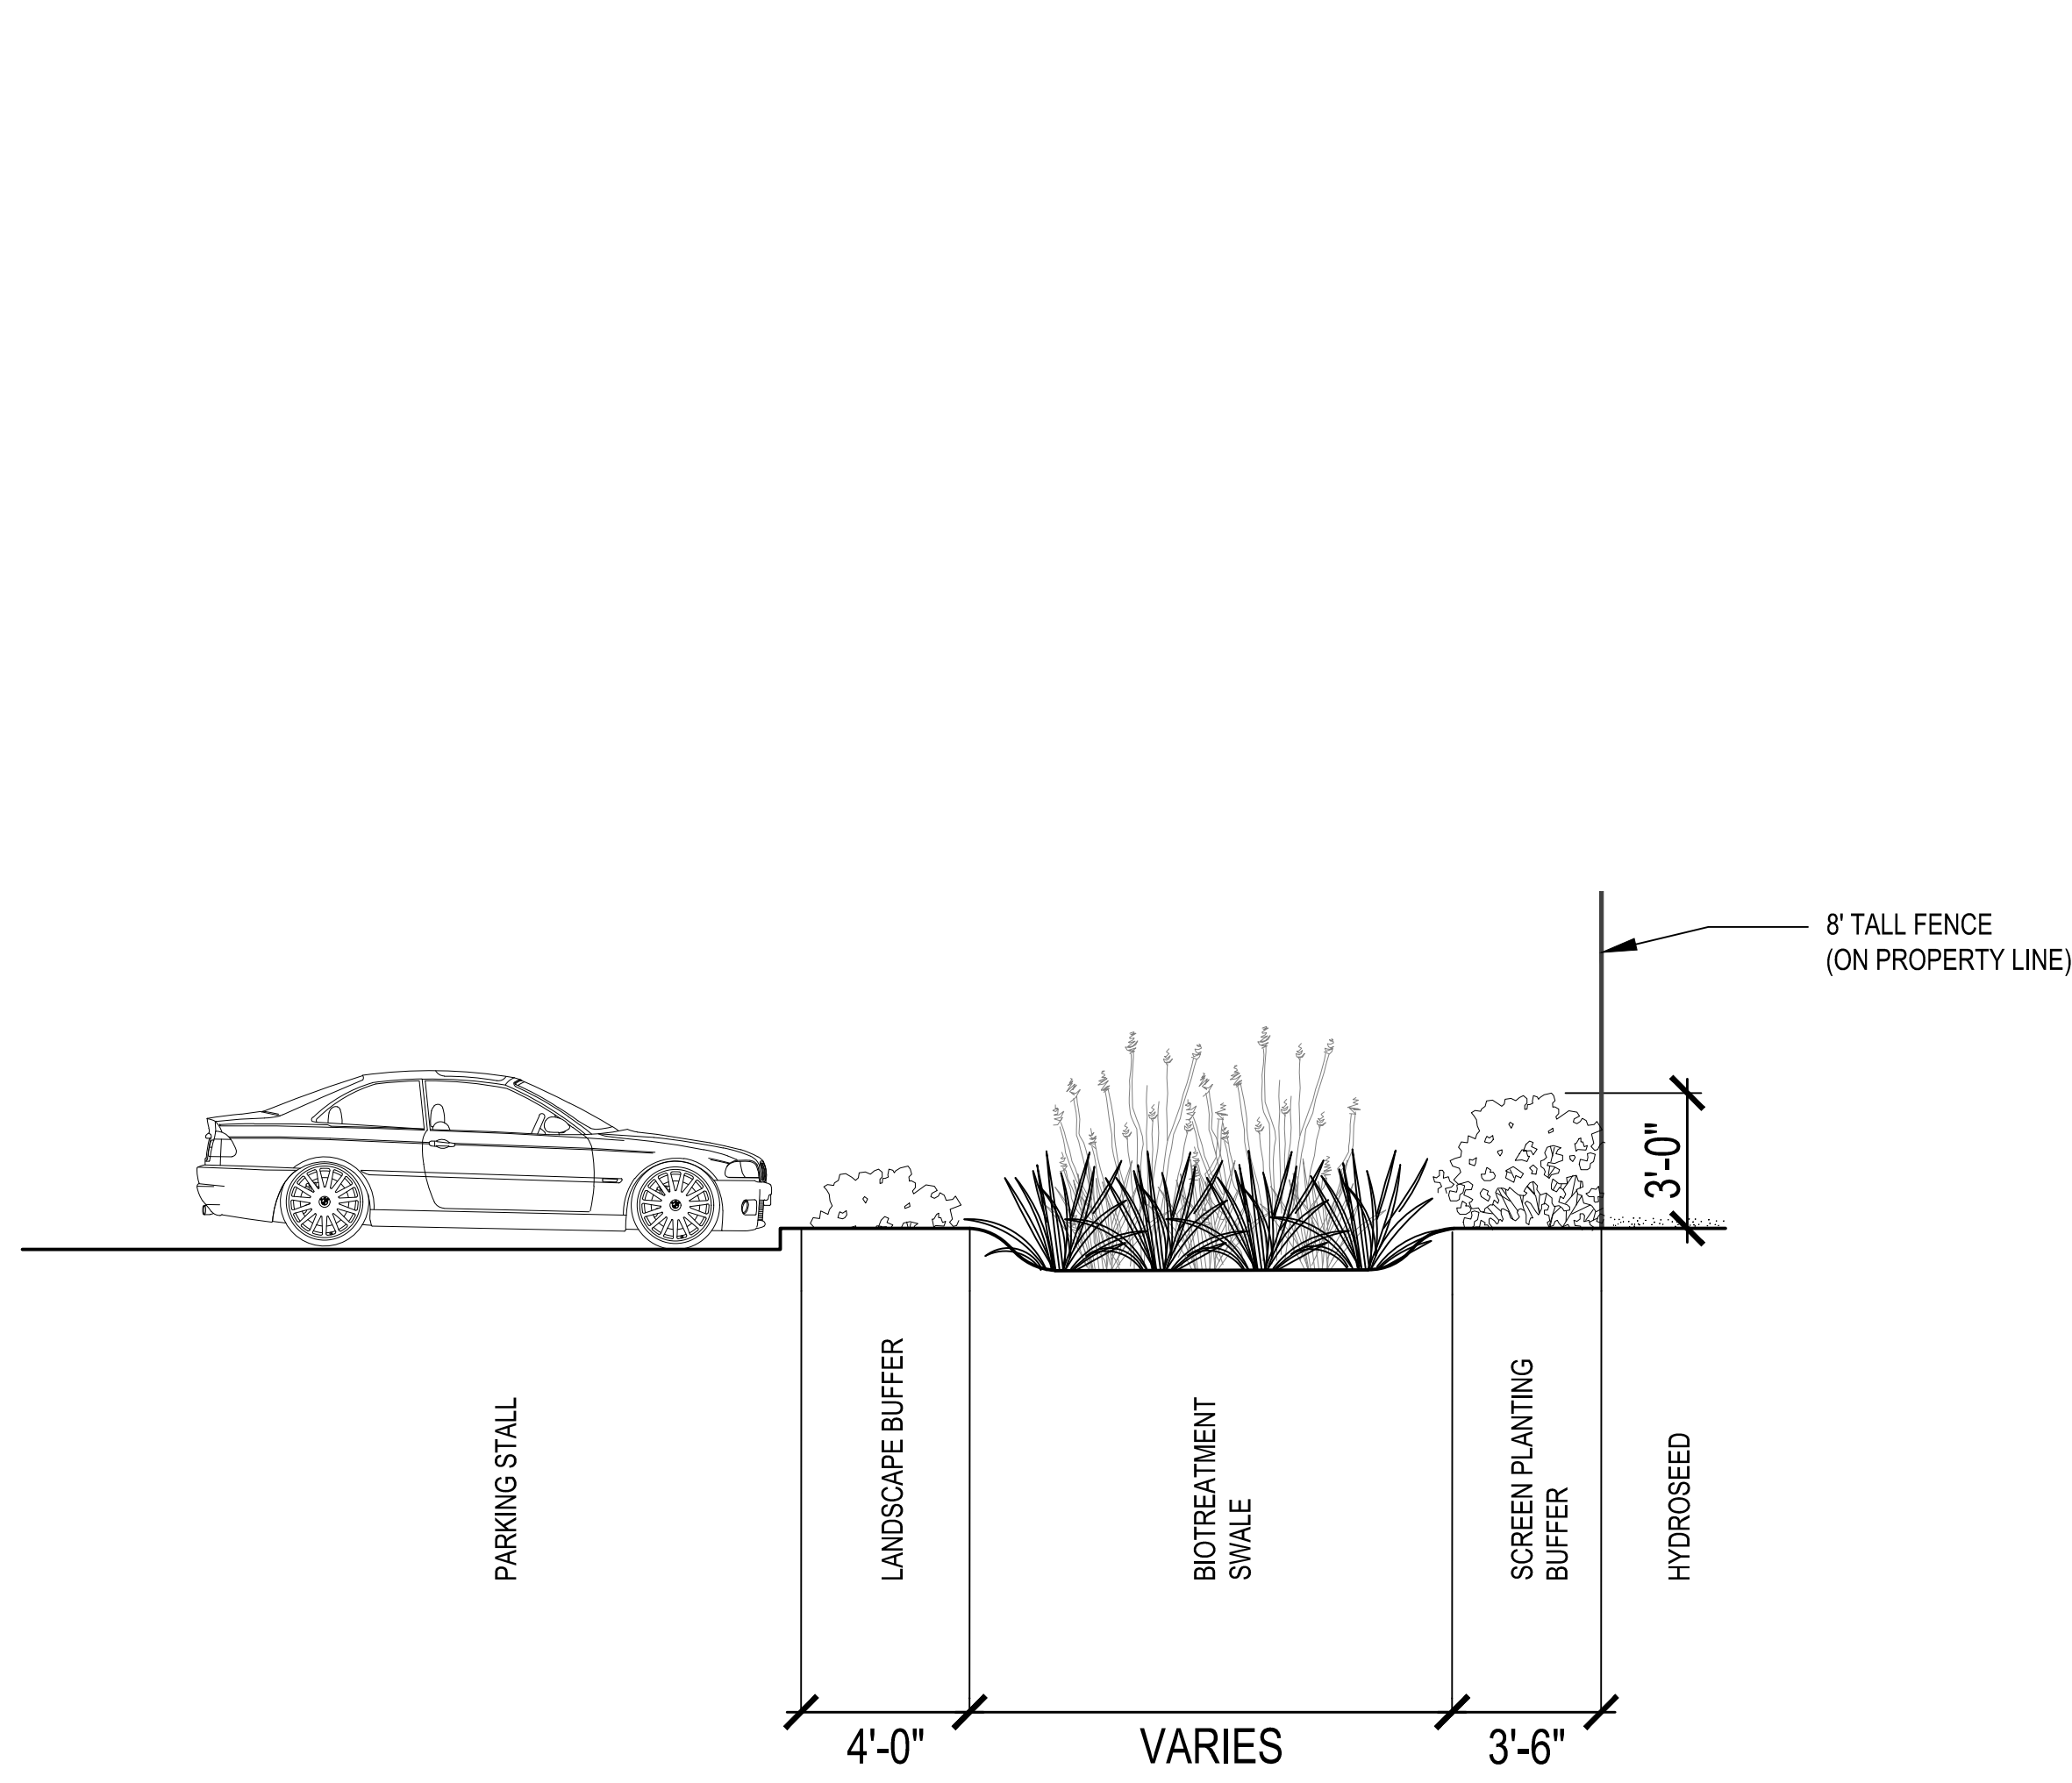 8' TALL FENCE
(ON PROPERTY LINE)
3'-0"
PARKING STALL
LANDSCAPE BUFFER
BIOTREATMENT
SWALE
SCREEN PLANTING
BUFFER
HYDROSEED
4'-0"
VARIES
3'-6"